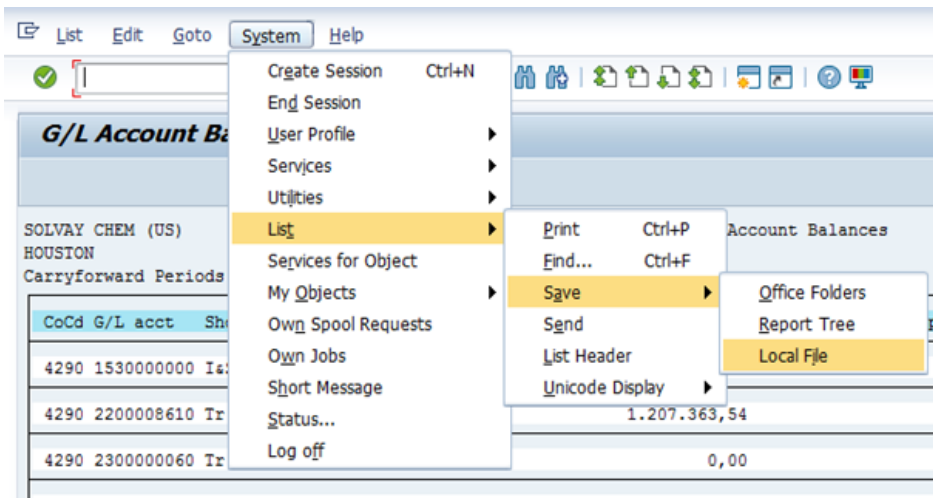 List Edit Goto System Help
Create Session Ctrl+N
End Session
User Profile
Services
Utilities
List
Services for Object
My Objects
Own Spool Requests
Own Jobs
Short Message
Status...
Log off
Print Ctrl+P
Find... Ctrl+F
Save
Send
List Header
Unicode Display
Office Folders
Report Tree
Local File
G/L Account Ba
SOLVAY CHEM (US) Account Balances
HOUSTON
Carryforward Periods
CoCd G/L acct Sh
4290 1530000000 I&
4290 2200008610 Tr 1.207.363,54
4290 2300000060 Tr 0,00